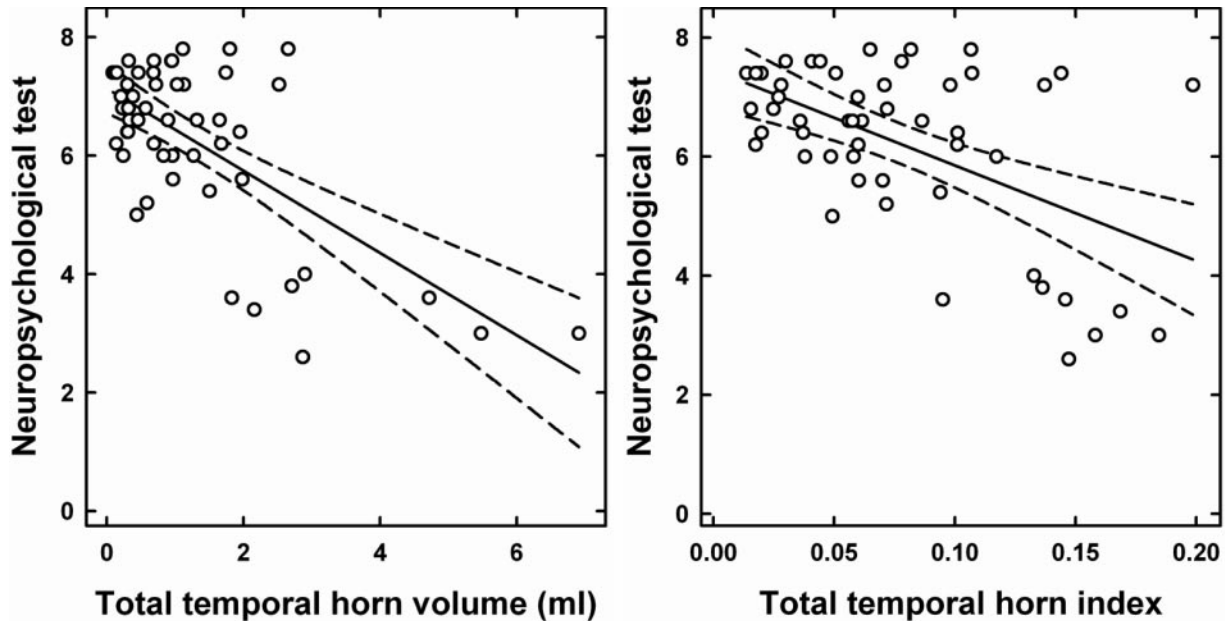 Neuropsychological test
8
6
4
2
0
0 2 4 6
Total temporal horn volume (ml)
Neuropsychological test
8
6
4
2
0
0.00 0.05 0.10 0.15 0.20
Total temporal horn index